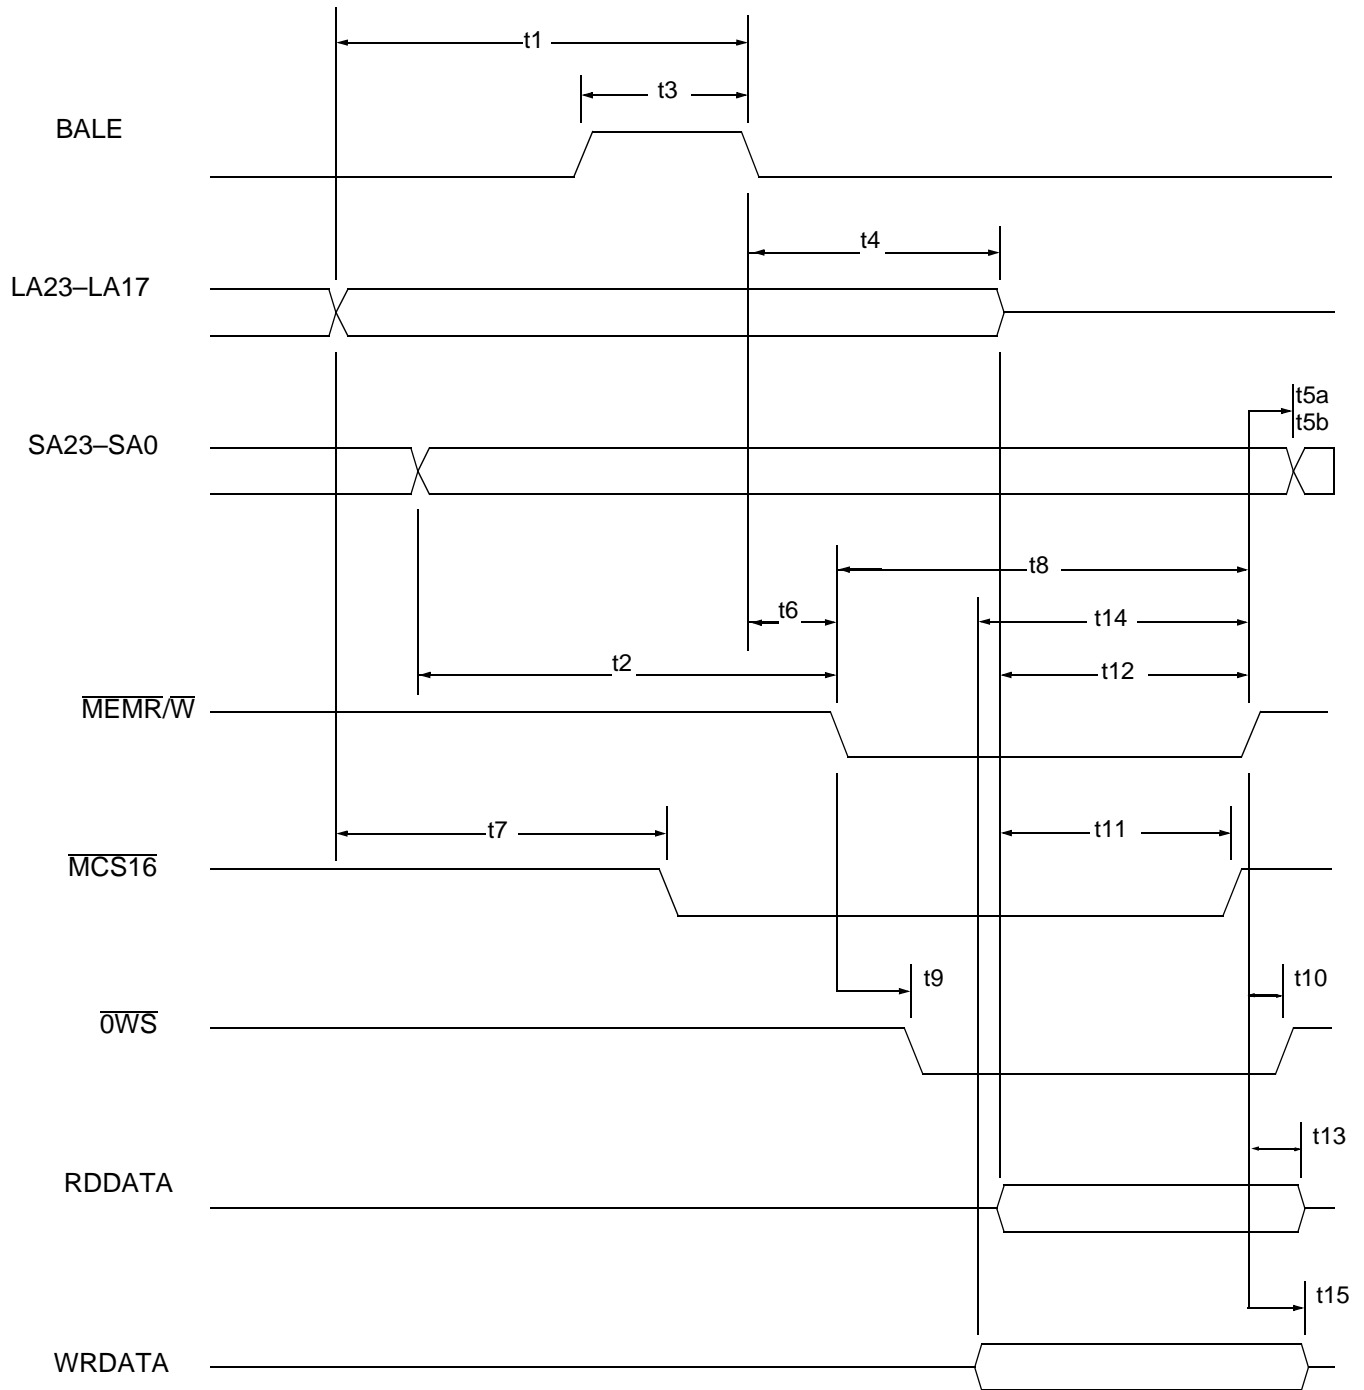 t1
t3
BALE
t4
LA23–LA17
t5a
t5b
SA23–SA0
t8
t6
t14
t2
t12
MEMR/W
t7
t11
MCS16
t9
t10
0WS
t13
RDDATA
t15
WRDATA